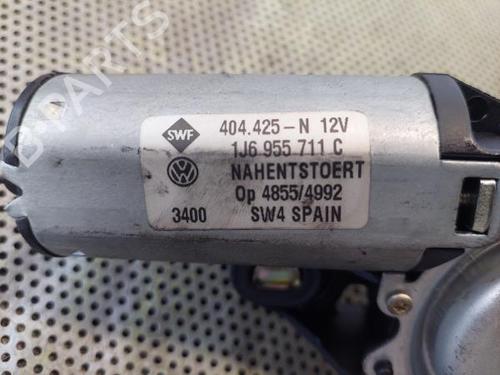 B-PARTS
SWF 404.425-N 12V
1J6 955 711 C
NAHENTSTOERT
Op 4855/4992
3400 SW4 SPAIN